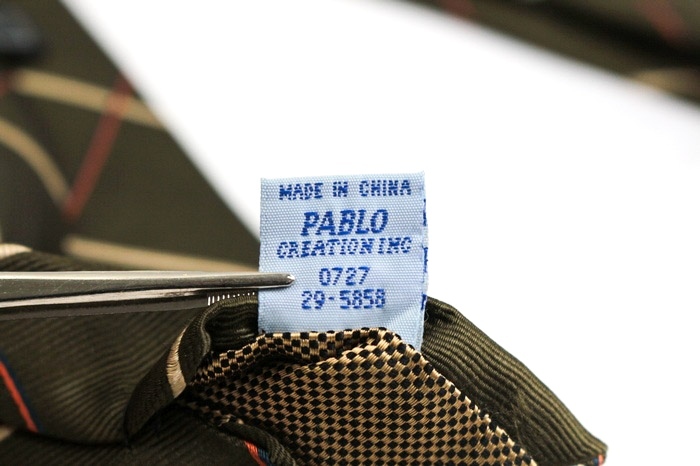 MADE IN CHINA
PABLO
CREATION INC
0727
29-5858